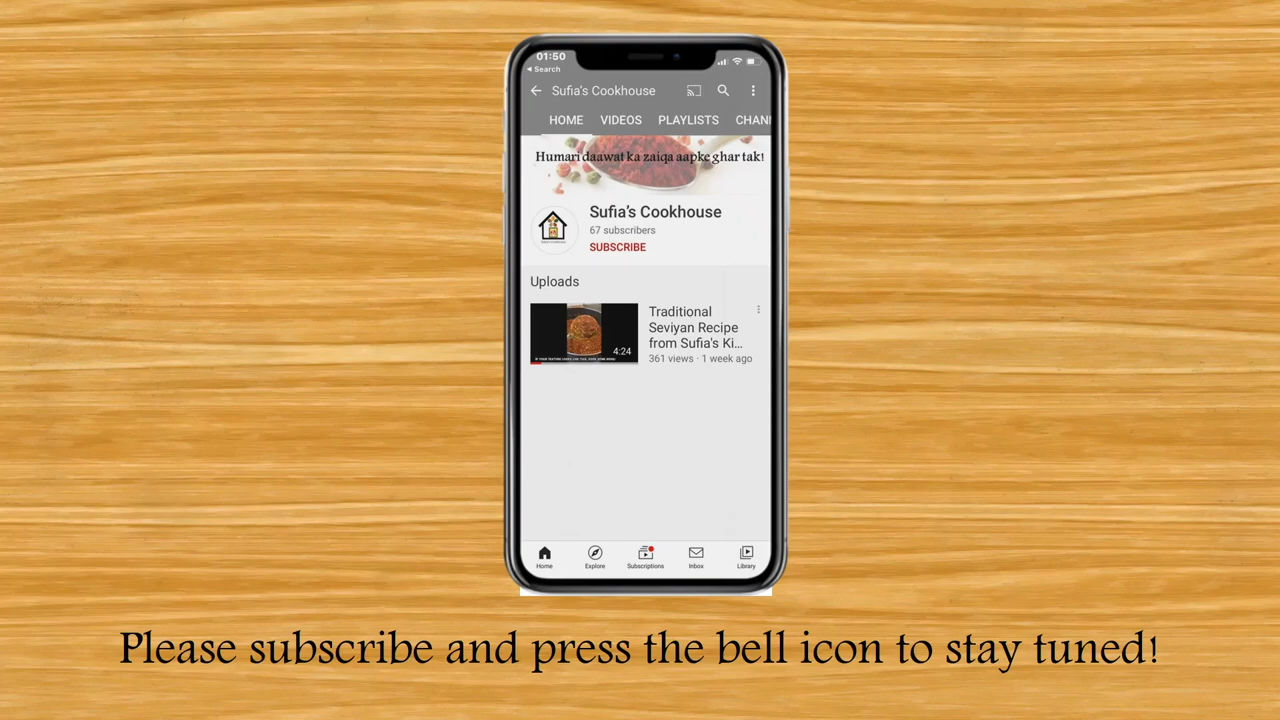 01:50
Search
Sufia's Cookhouse
HOME VIDEOS PLAYLISTS CHANN
Humari daawat ka zaiqa aapke ghar tak!
Sufia's Cookhouse
67 subscribers
SUBSCRIBE
Uploads
Traditional
Seviyan Recipe
from Sufia's Ki...
361 views · 1 week ago
4:24
Home Explore Subscriptions Inbox Library
Please subscribe and press the bell icon to stay tuned!